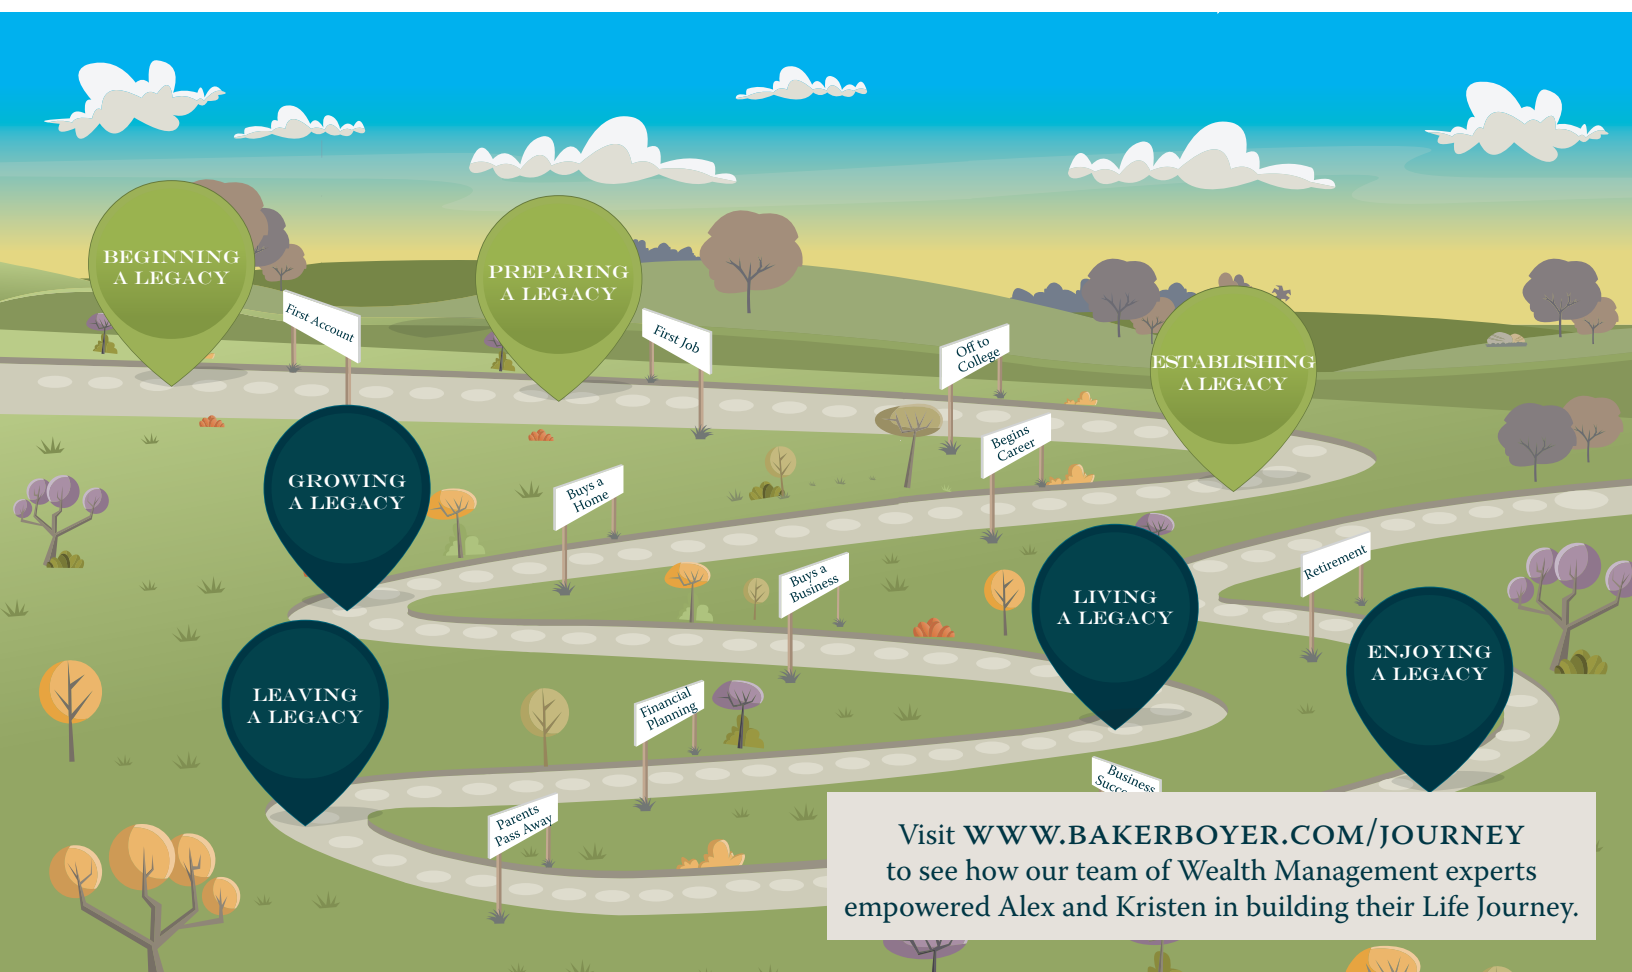 BEGINNING
A LEGACY
First Account
PREPARING
A LEGACY
First Job
Off to
College
ESTABLISHING
A LEGACY
Begins
Career
Buys a
Home
GROWING
A LEGACY
Buys a
Business
LIVING
A LEGACY
Financial
Planning
LEAVING
A LEGACY
Parents
Pass Away
Business
Retirement
ENJOYING
A LEGACY
Visit WWW.BAKERBOYER.COM/JOURNEY
to see how our team of Wealth Management experts
empowered Alex and Kristen in building their Life Journey.